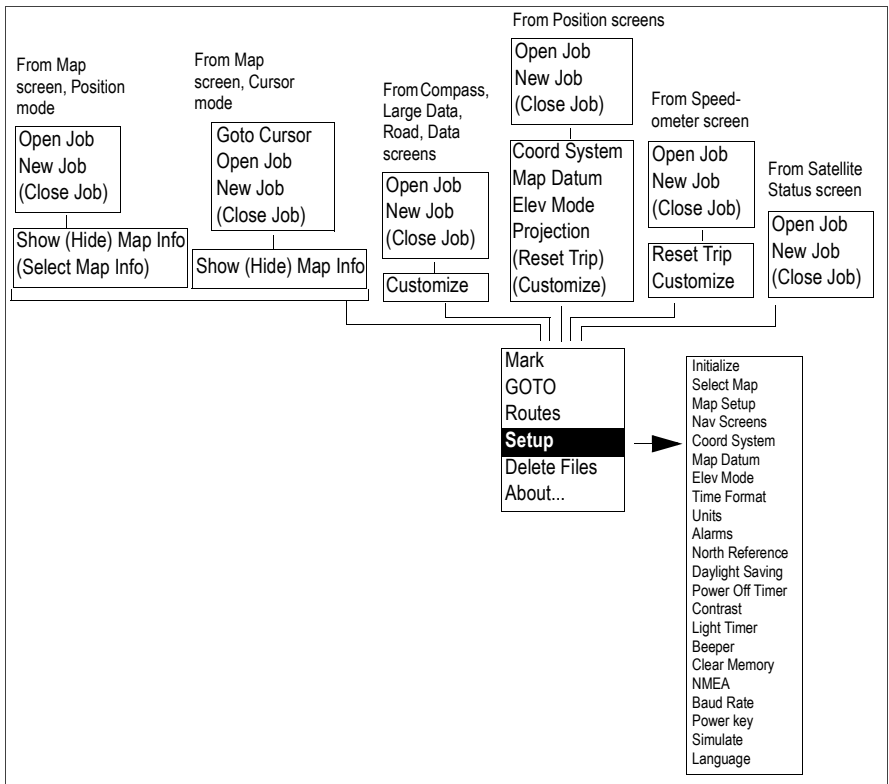 From Map
screen, Position
mode
Open Job
New Job
(Close Job)
Show (Hide) Map Info
(Select Map Info)
From Map
screen, Cursor
mode
Goto Cursor
Open Job
New Job
(Close Job)
Show (Hide) Map Info
From Compass,
Large Data,
Road, Data
screens
Open Job
New Job
(Close Job)
Customize
From Position screens
Open Job
New Job
(Close Job)
Coord System
Map Datum
Elev Mode
Projection
(Reset Trip)
(Customize)
From Speed-
ometer screen
Open Job
New Job
(Close Job)
Reset Trip
Customize
From Satellite
Status screen
Open Job
New Job
(Close Job)
Mark
GOTO
Routes
Setup
Delete Files
About...
Initialize
Select Map
Map Setup
Nav Screens
Coord System
Map Datum
Elev Mode
Time Format
Units
Alarms
North Reference
Daylight Saving
Power Off Timer
Contrast
Light Timer
Beeper
Clear Memory
NMEA
Baud Rate
Power key
Simulate
Language